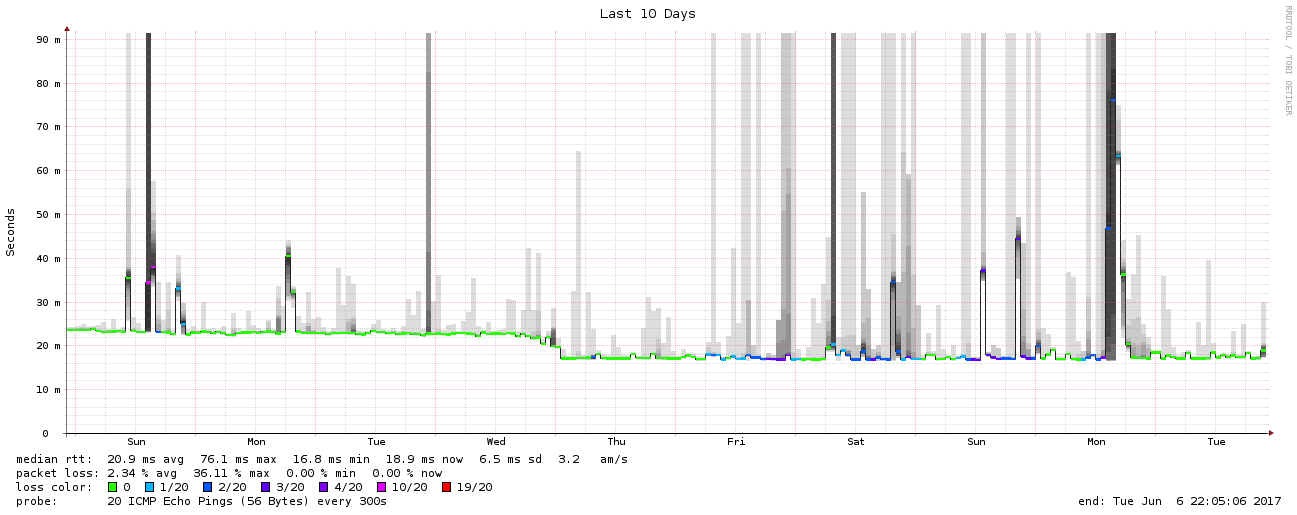 Last 10 Days
RRDTOOL / TOBI OETIKER
Seconds
90 m
80 m
70 m
60 m
50 m
40 m
30 m
20 m
10 m
0
Sun Mon Tue Wed Thu Fri Sat Sun Mon Tue
median rtt: 20.9 ms avg 76.1 ms max 16.8 ms min 18.9 ms now 6.5 ms sd 3.2 am/s
packet loss: 2.34 % avg 36.11 % max 0.00 % min 0.00 % now
loss color: 0 1/20 2/20 3/20 4/20 10/20 19/20
probe: 20 ICMP Echo Pings (56 Bytes) every 300s end: Tue Jun 6 22:05:06 2017